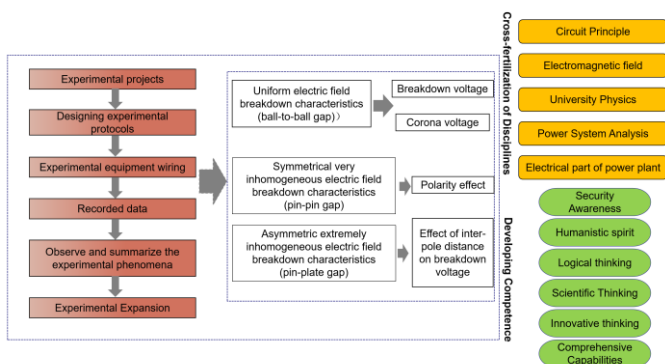 Experimental projects
Designing experimental
protocols
Experimental equipment wiring
Recorded data
Observe and summarize the
experimental phenomena
Experimental Expansion
Uniform electric field
breakdown characteristics
(ball-to-ball gap）
Breakdown voltage
Corona voltage
Symmetrical very
inhomogeneous electric field
breakdown characteristics
(pin-pin gap)
Polarity effect
Asymmetric extremely
inhomogeneous electric field
breakdown characteristics
(pin-plate gap)
Effect of inter-
pole distance
on breakdown
voltage
Cross-fertilization of Disciplines
Developing Competence
Circuit Principle
Electromagnetic field
University Physics
Power System Analysis
Electrical part of power plant
Security
Awareness
Humanistic spirit
Logical thinking
Scientific Thinking
Innovative thinking
Comprehensive
Capabilities